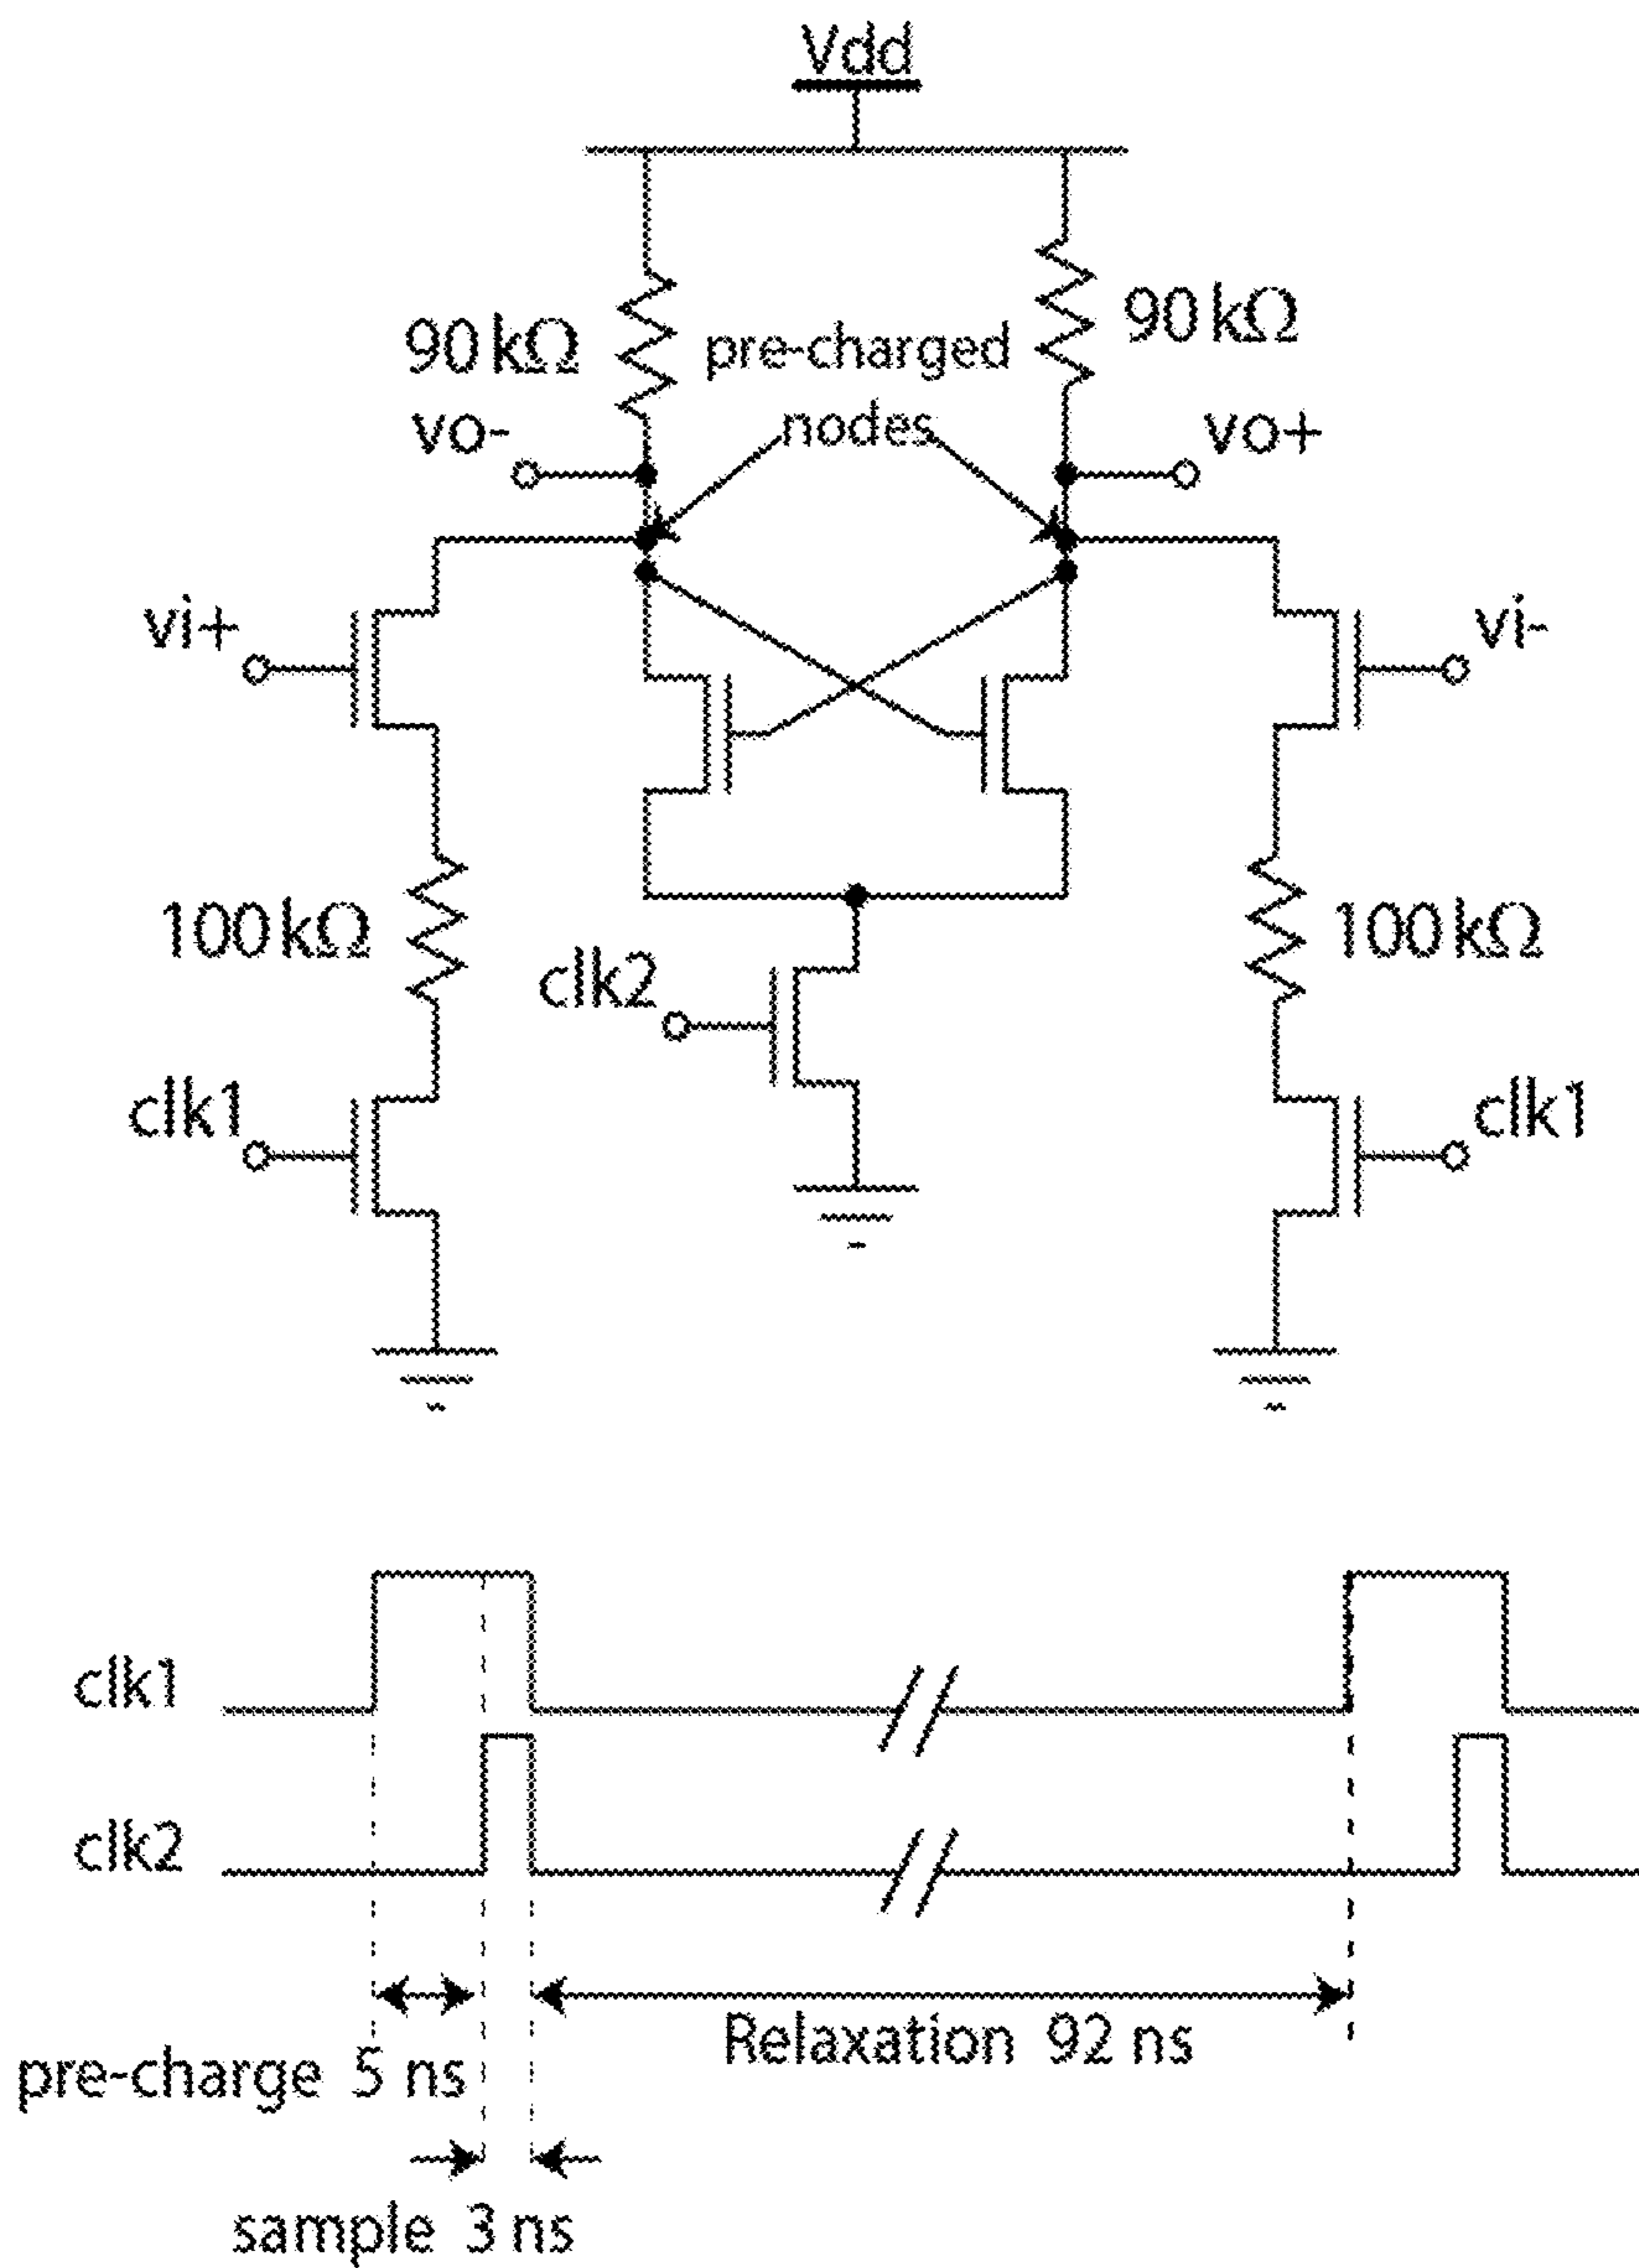 Vdd
90 kΩ
90 kΩ
pre-charged
nodes
vo-
vo+
vi+
vi-
100 kΩ
100 kΩ
clk2
clk1
clk1
clk1
clk2
Relaxation 92 ns
pre-charge 5 ns
sample 3 ns